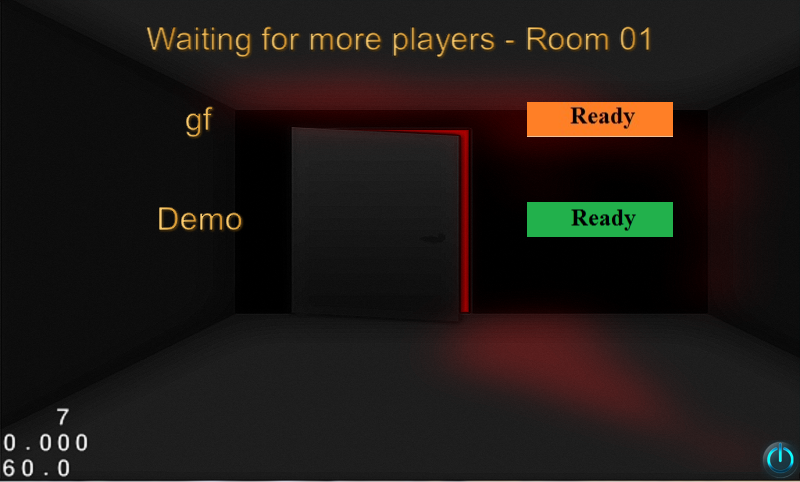 Waiting for more players - Room 01
gf Ready
Demo Ready
7
0.000
60.0